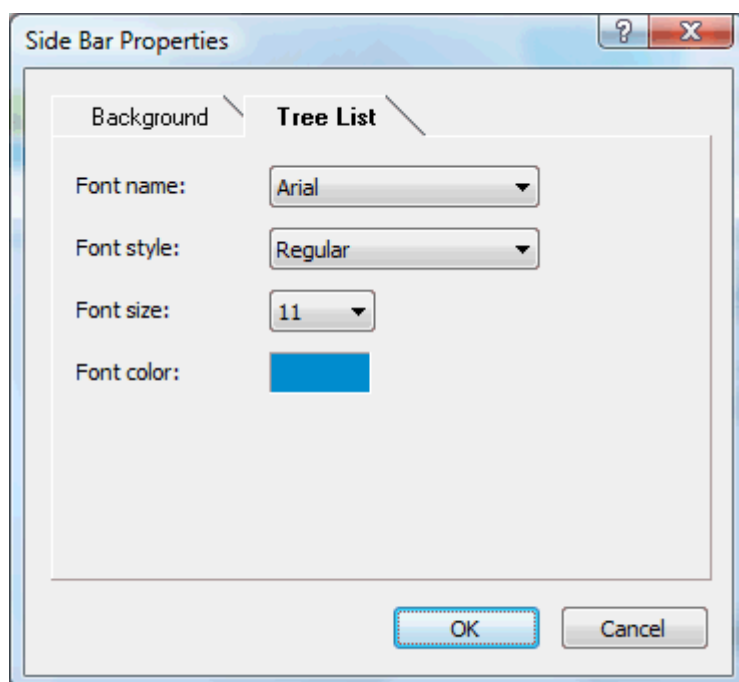 Side Bar Properties
Background Tree List
Font name: Arial
Font style: Regular
Font size: 11
Font color:
OK Cancel